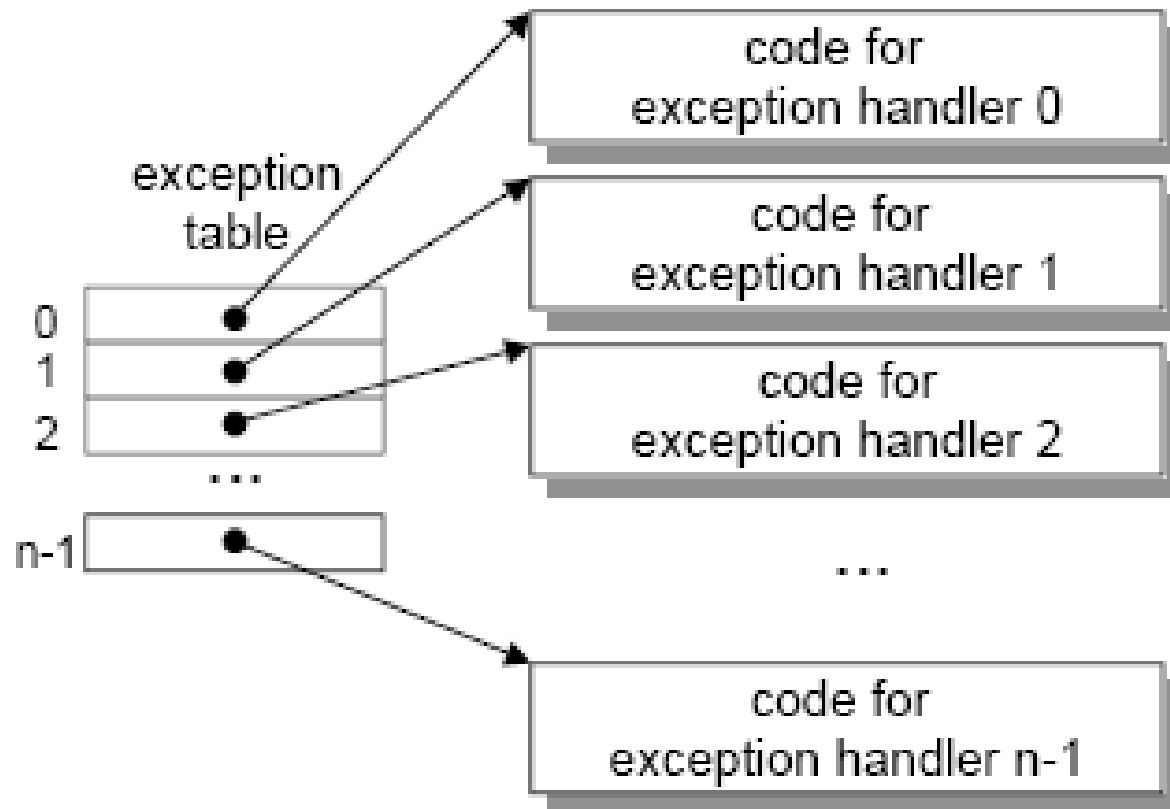 code for
exception handler 0
exception
table
code for
exception handler 1
0
1
2
...
code for
exception handler 2
n-1
...
code for
exception handler n-1